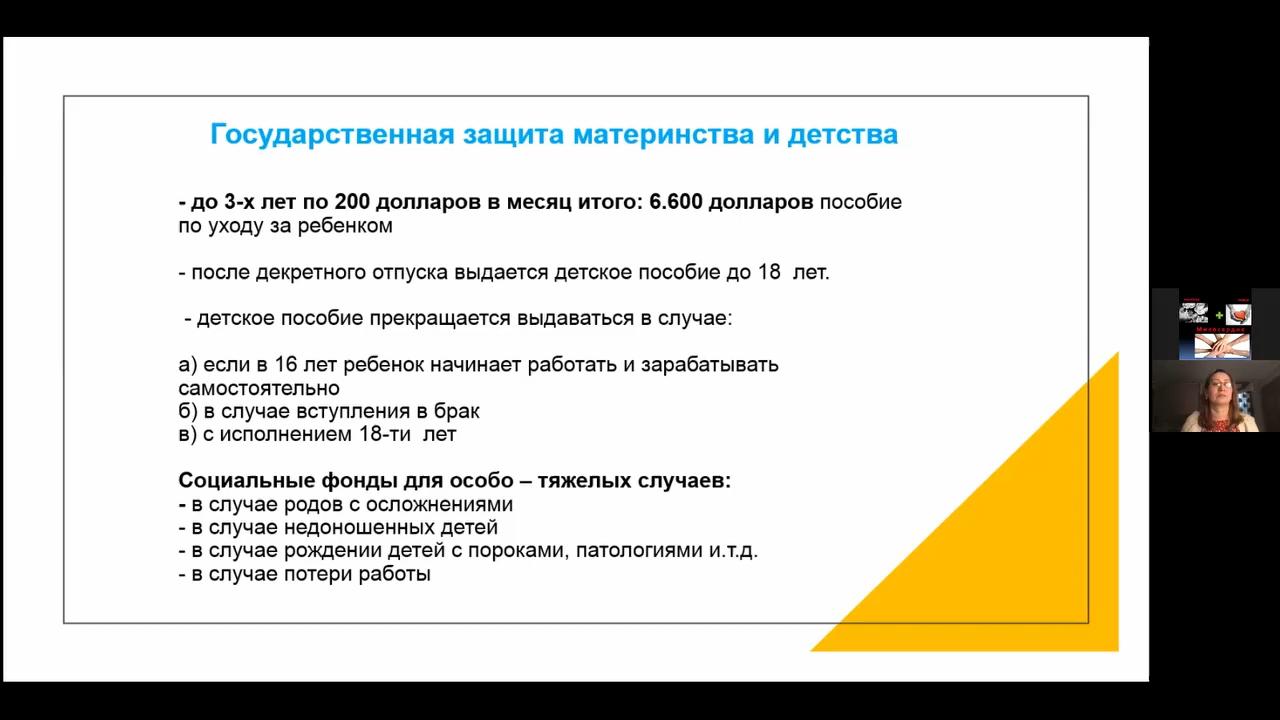 Государственная защита материнства и детства
- до 3-х лет по 200 долларов в месяц итого: 6.600 долларов пособие
по уходу за ребенком
- после декретного отпуска выдается детское пособие до 18 лет.
- детское пособие прекращается выдаваться в случае:
а) если в 16 лет ребенок начинает работать и зарабатывать
самостоятельно
б) в случае вступления в брак
в) с исполнением 18-ти лет
Социальные фонды для особо – тяжелых случаев:
- в случае родов с осложнениями
- в случае недоношенных детей
- в случае рождении детей с пороками, патологиями и.т.д.
- в случае потери работы
Милосердие